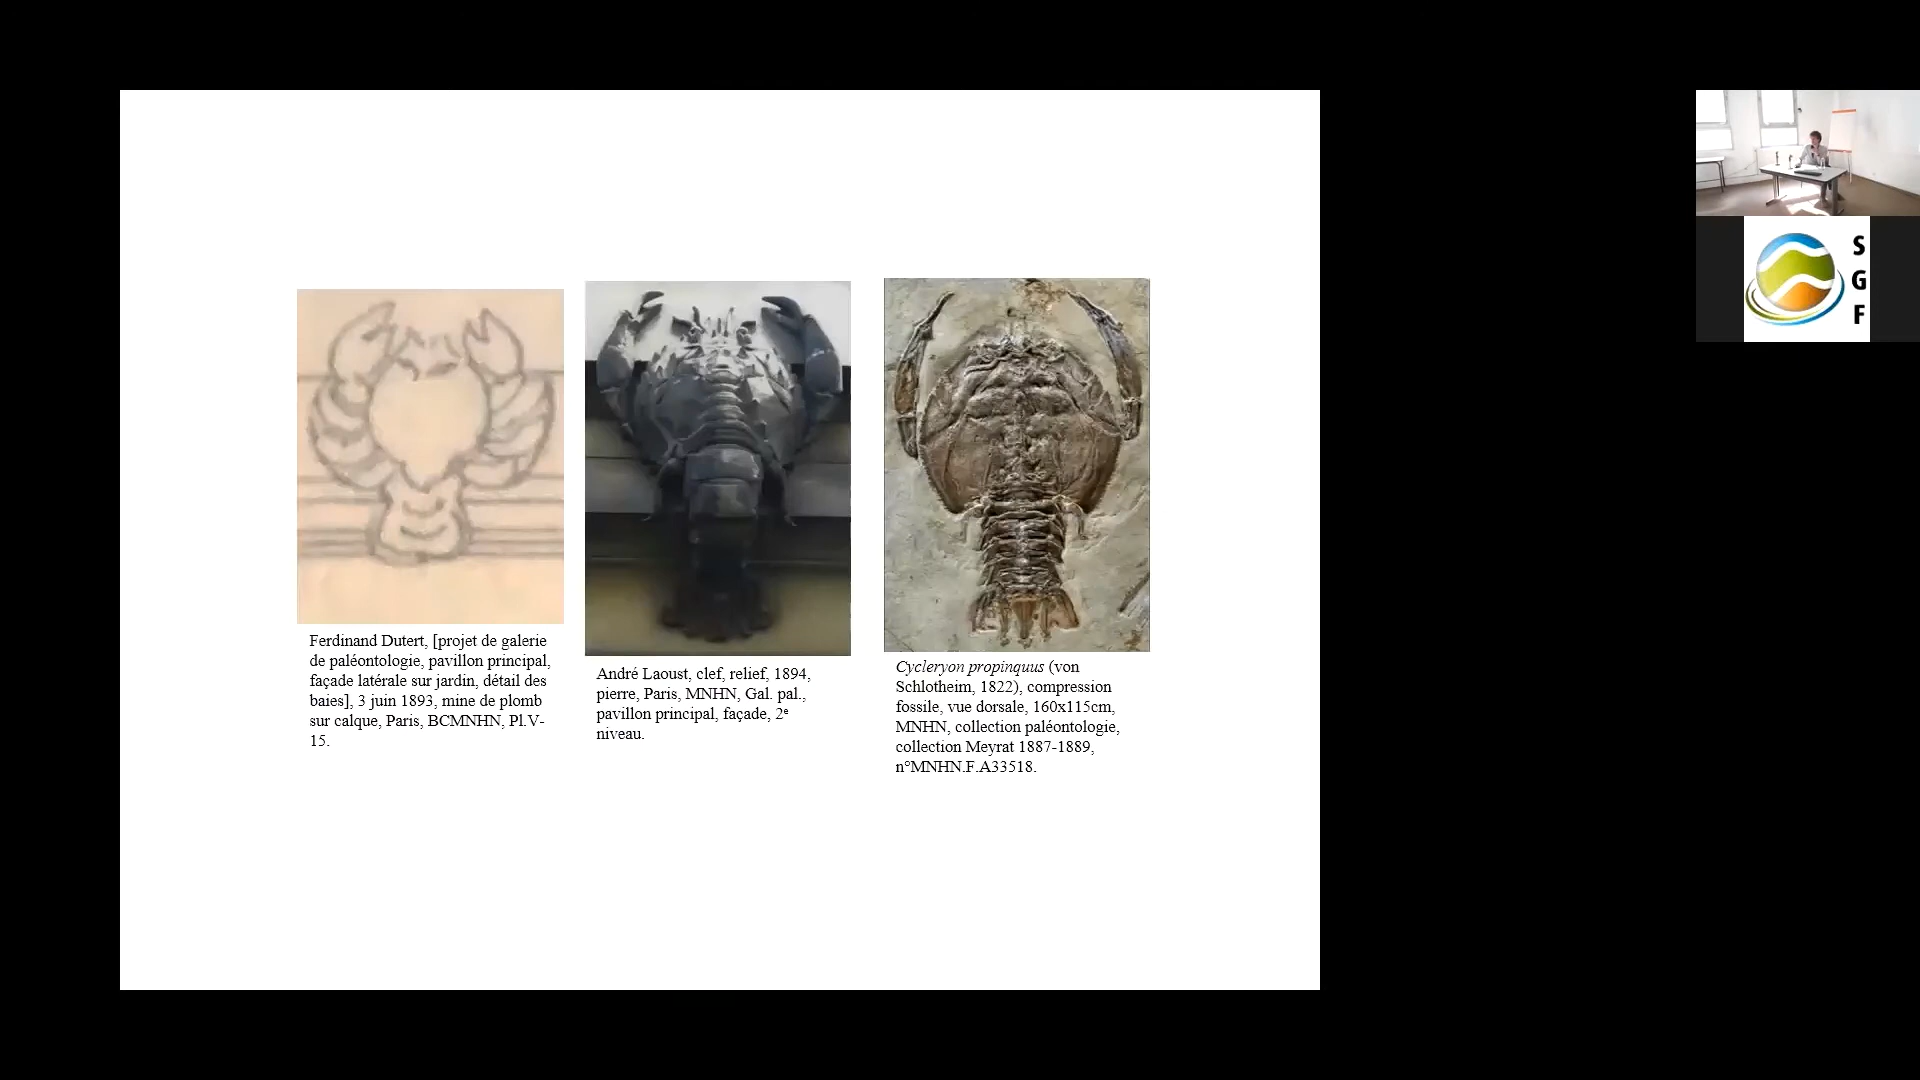 Ferdinand Dutert, [projet de galerie
de paléontologie, pavillon principal,
façade latérale sur jardin, détail des
baies], 3 juin 1893, mine de plomb
sur calque, Paris, BCMNHN, Pl.V-
15.
André Laoust, clef, relief, 1894,
pierre, Paris, MNHN, Gal. pal.,
pavillon principal, façade, 2ᵉ
niveau.
Cycleryon propinquus (von
Schlotheim, 1822), compression
fossile, vue dorsale, 160x115cm,
MNHN, collection paléontologie,
collection Meyrat 1887-1889,
n°MNHN.F.A33518.
S
G
F